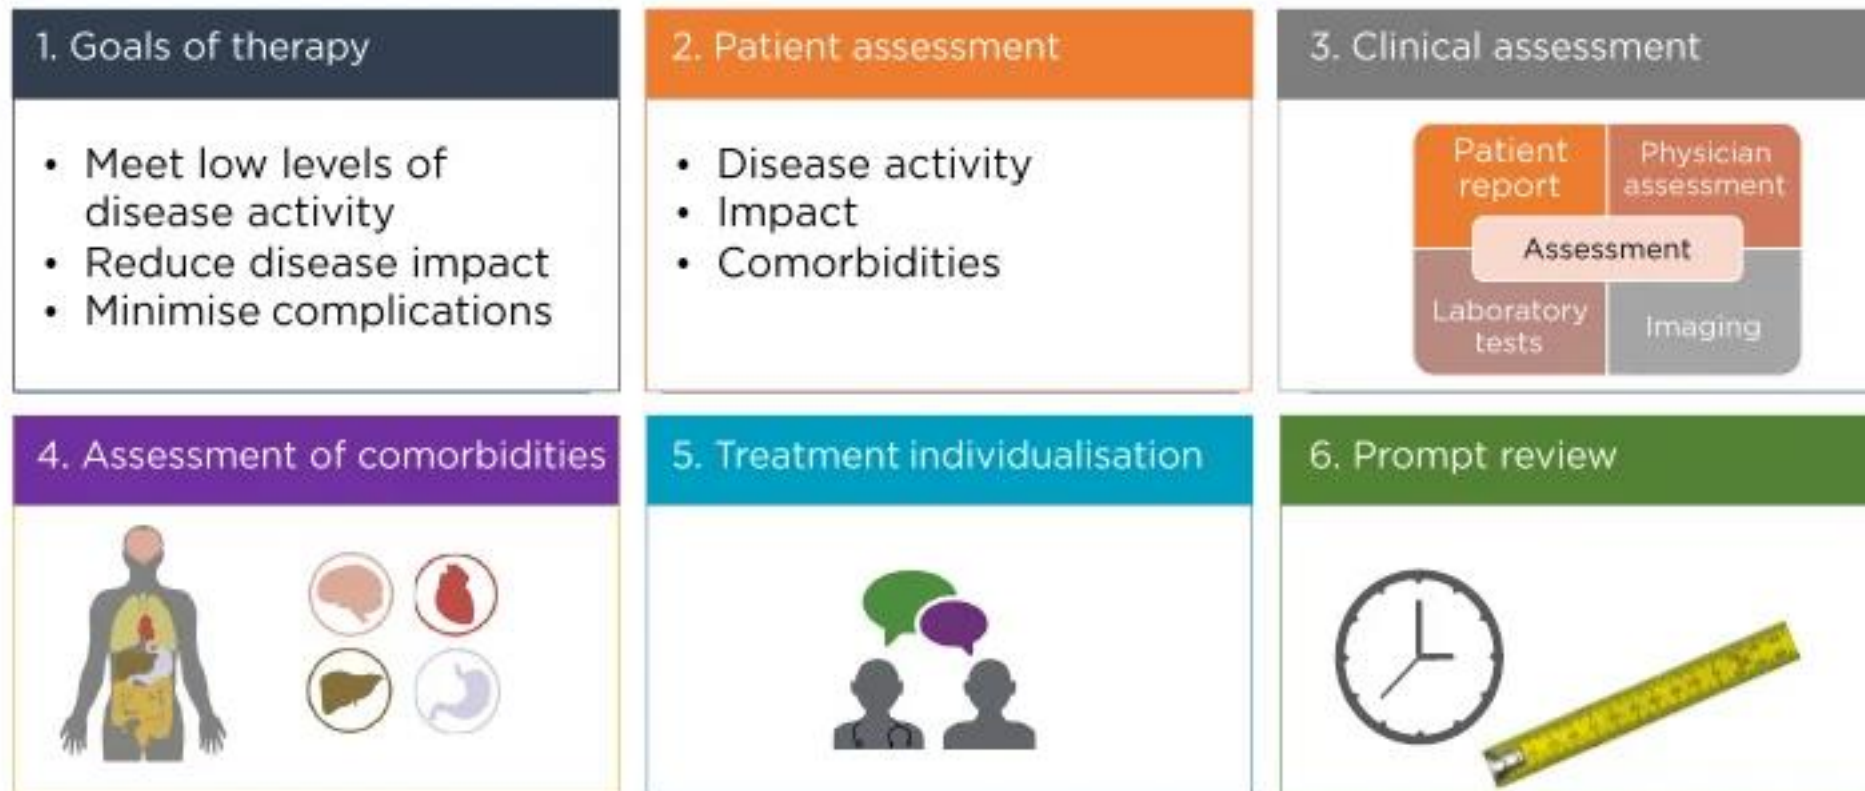 1. Goals of therapy
• Meet low levels of
disease activity
• Reduce disease impact
• Minimise complications
2. Patient assessment
• Disease activity
• Impact
• Comorbidities
3. Clinical assessment
Patient
report
Physician
assessment
Assessment
Laboratory
tests
Imaging
4. Assessment of comorbidities
5. Treatment individualisation
6. Prompt review